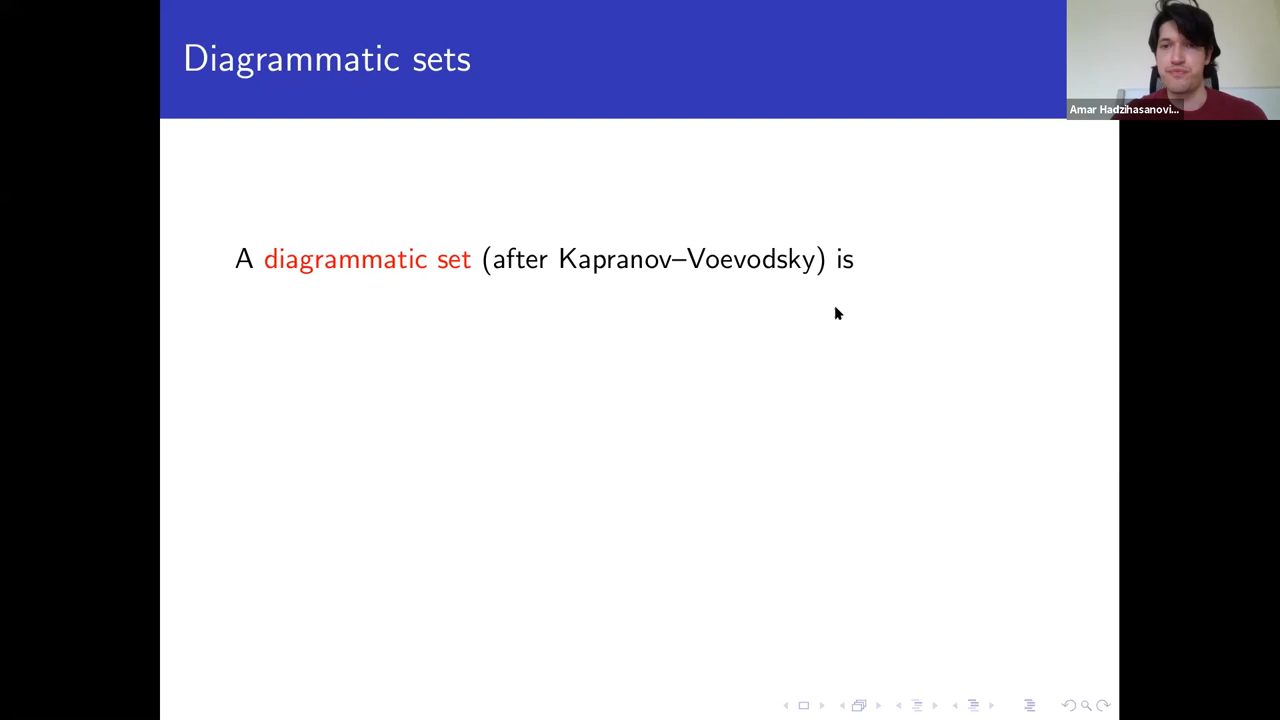 Diagrammatic sets
Amar Hadzihasanovi...
A diagrammatic set (after Kapranov–Voevodsky) is